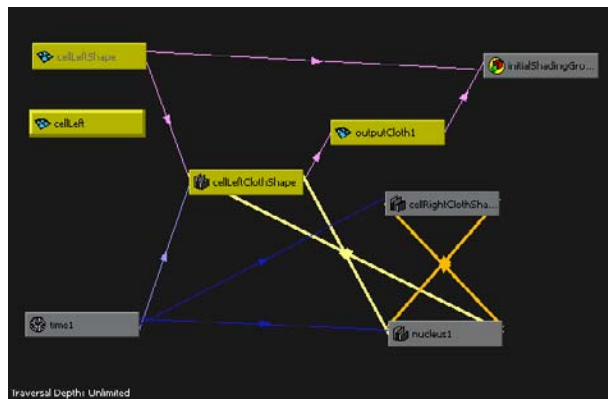 cellLeftShape
initialShadingGro...
cellLeft
outputCloth1
cellLeftClothShape
cellRightClothSha...
time1
nucleus1
Traversal Depth: Unlimited